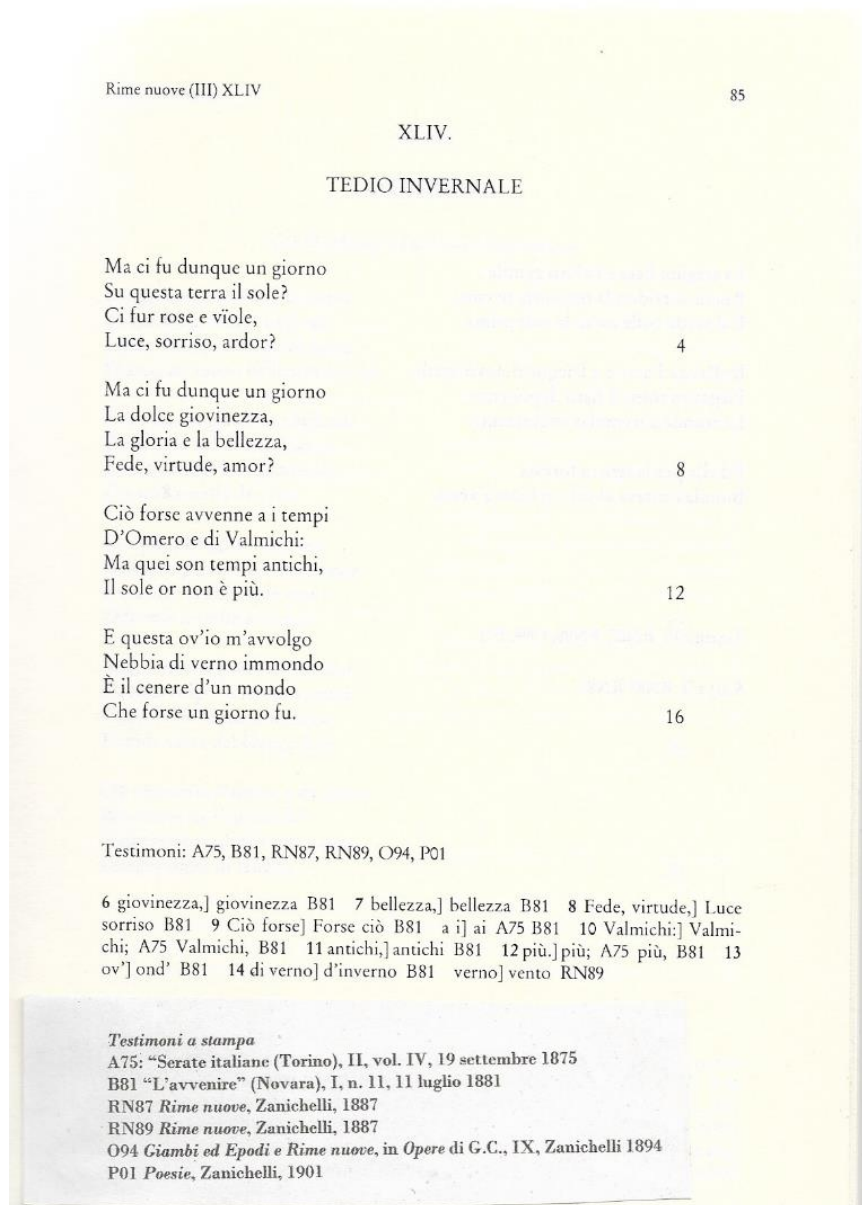 Rime nuove (III) XLIV 85
XLIV.
TEDIO INVERNALE
Ma ci fu dunque un giorno
Su questa terra il sole?
Ci fur rose e vïole,
Luce, sorriso, ardor? 4
Ma ci fu dunque un giorno
La dolce giovinezza,
La gloria e la bellezza,
Fede, virtude, amor? 8
Ciò forse avvenne a i tempi
D'Omero e di Valmichi:
Ma quei son tempi antichi,
Il sole or non è più. 12
E questa ov'io m'avvolgo
Nebbia di verno immondo
È il cenere d'un mondo
Che forse un giorno fu. 16
Testimoni: A75, B81, RN87, RN89, O94, P01
6 giovinezza,] giovinezza B81 7 bellezza,] bellezza B81 8 Fede, virtude,] Luce
sorriso B81 9 Ciò forse] Forse ciò B81 a i] ai A75 B81 10 Valmichi:] Valmi-
chi; A75 Valmichi, B81 11 antichi,] antichi B81 12 più.] più; A75 più, B81 13
ov'] ond' B81 14 di verno] d'inverno B81 verno] vento RN89
Testimoni a stampa
A75: "Serate italiane (Torino), II, vol. IV, 19 settembre 1875
B81 "L'avvenire" (Novara), I, n. 11, 11 luglio 1881
RN87 Rime nuove, Zanichelli, 1887
RN89 Rime nuove, Zanichelli, 1887
O94 Giambi ed Epodi e Rime nuove, in Opere di G.C., IX, Zanichelli 1894
P01 Poesie, Zanichelli, 1901